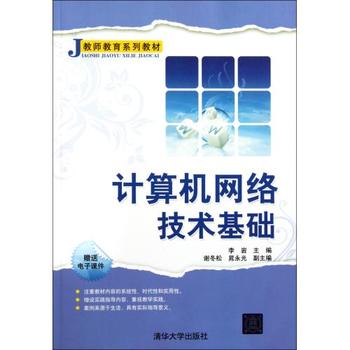 J 教师教育系列教材
JIAOSHI JIAOYU XILIE JIAOCAI
计算机网络
技术基础
李岩 主编
谢冬松 晁永光 副主编
赠送
电子课件
注重教材内容的系统性、时代性和实用性。
增设实践指导内容，重视教学实践。
案例来源于生活，具有实际指导意义。
清华大学出版社